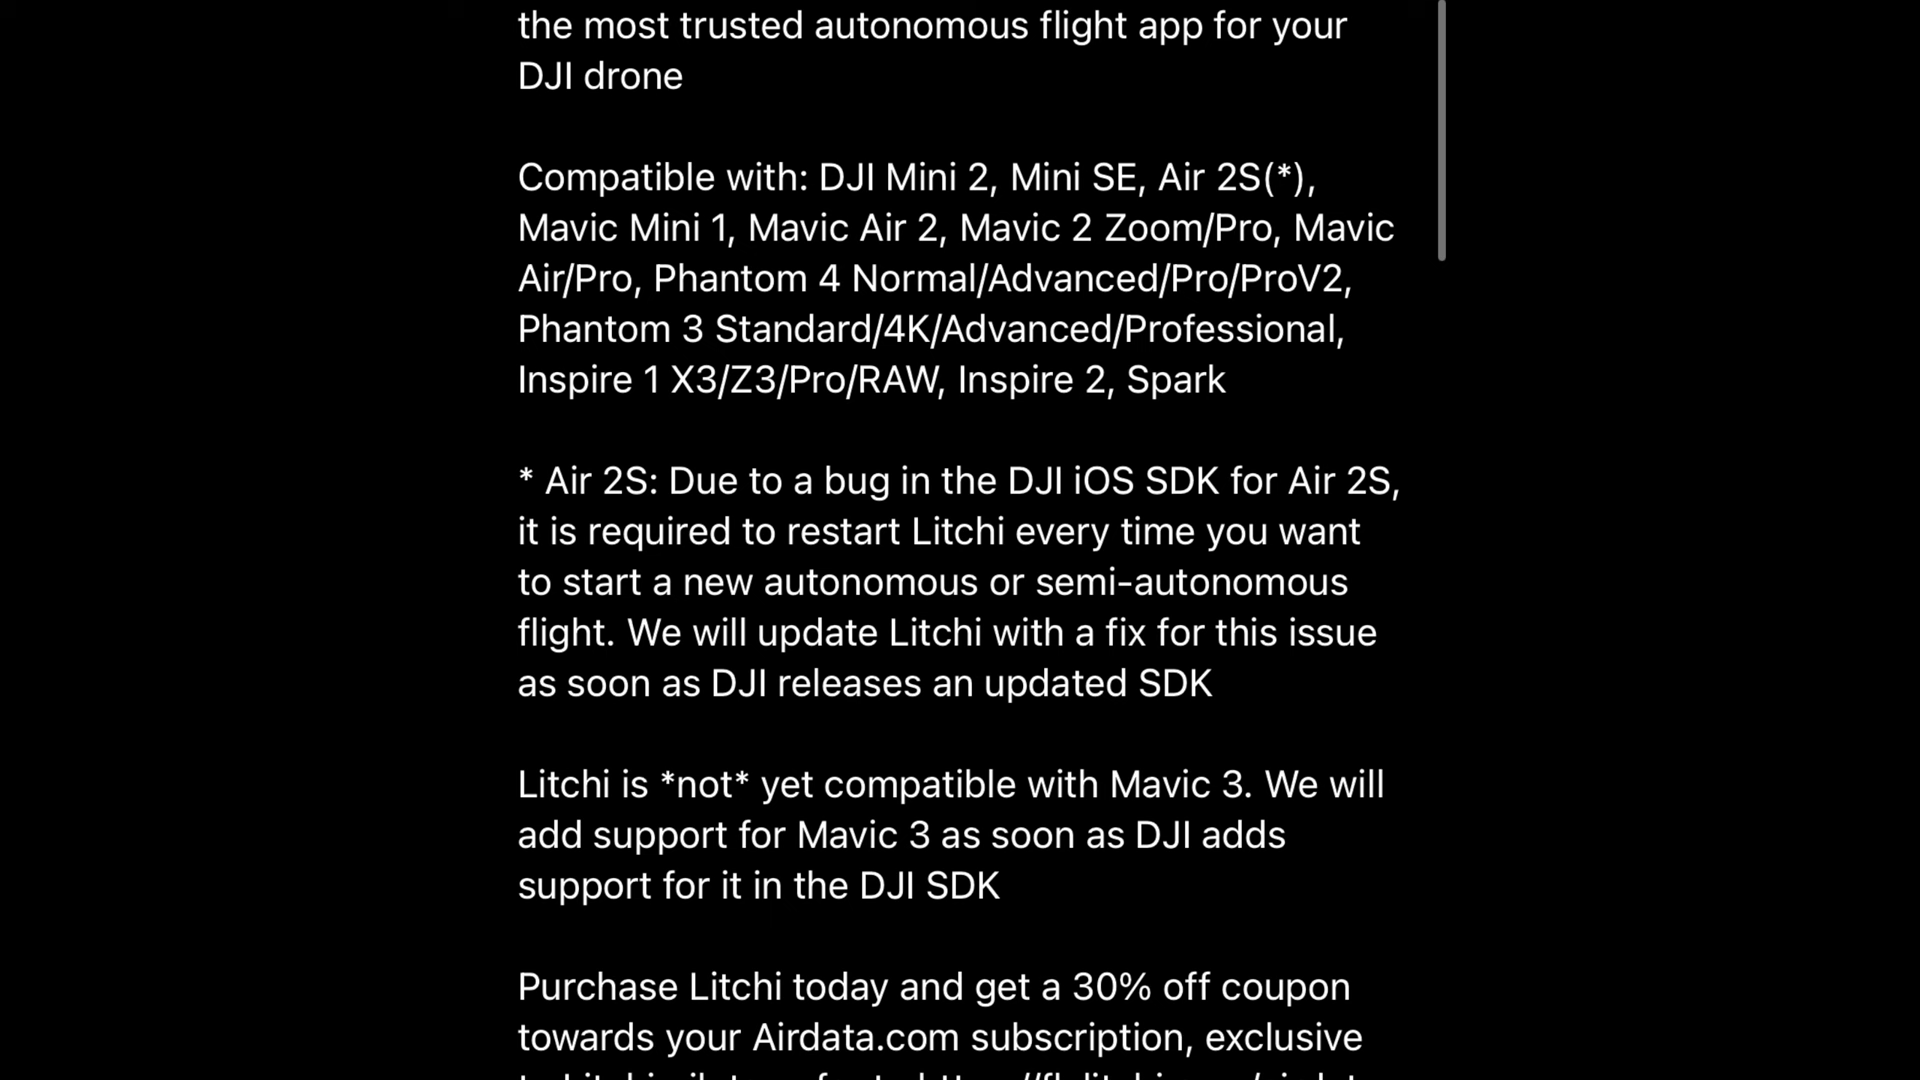 the most trusted autonomous flight app for your
DJI drone
Compatible with: DJI Mini 2, Mini SE, Air 2S(*),
Mavic Mini 1, Mavic Air 2, Mavic 2 Zoom/Pro, Mavic
Air/Pro, Phantom 4 Normal/Advanced/Pro/ProV2,
Phantom 3 Standard/4K/Advanced/Professional,
Inspire 1 X3/Z3/Pro/RAW, Inspire 2, Spark
* Air 2S: Due to a bug in the DJI iOS SDK for Air 2S,
it is required to restart Litchi every time you want
to start a new autonomous or semi-autonomous
flight. We will update Litchi with a fix for this issue
as soon as DJI releases an updated SDK
Litchi is *not* yet compatible with Mavic 3. We will
add support for Mavic 3 as soon as DJI adds
support for it in the DJI SDK
Purchase Litchi today and get a 30% off coupon
towards your Airdata.com subscription, exclusive